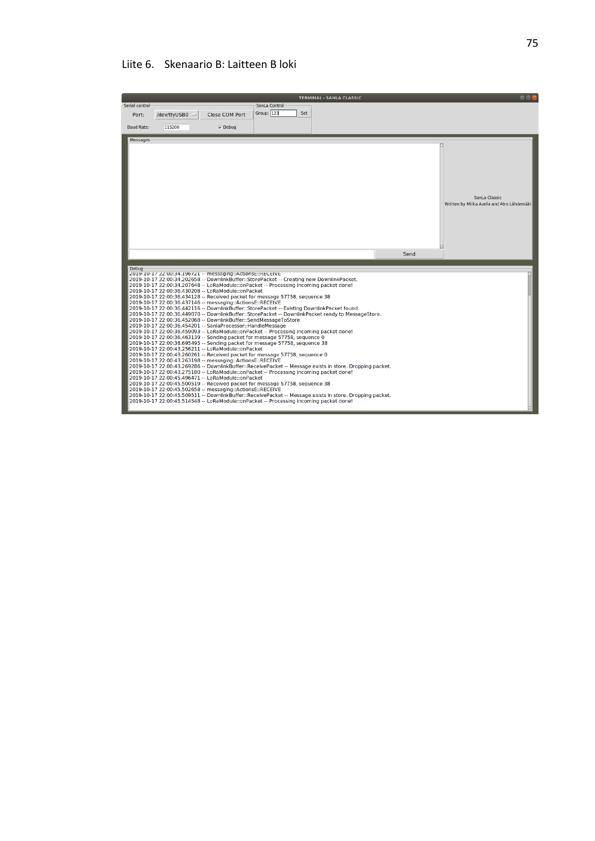 75
Liite 6. Skenaario B: Laitteen B loki
TERMINAL - SANLA CLASSIC
Serial control
SanLa Control
Port: /dev/ttyUSB0 Close COM Port Group: 123 Set
Baud Rate: 115200 Debug
Messages
SanLa Classic
Written by Miika Avela and Atro Lähdemäki
Send
Debug
2019-10-17 22:00:34.196721 -- messaging::ActionsE::RECEIVE
2019-10-17 22:00:34.202658 -- DownlinkBuffer::StorePacket -- Creating new DownlinkPacket.
2019-10-17 22:00:34.207648 -- LoRaModule::onPacket -- Processing incoming packet done!
2019-10-17 22:00:36.430208 -- LoRaModule::onPacket
2019-10-17 22:00:36.434128 -- Received packet for message 57758, sequence 38
2019-10-17 22:00:36.437146 -- messaging::ActionsE::RECEIVE
2019-10-17 22:00:36.442116 -- DownlinkBuffer::StorePacket -- Existing DownlinkPacket found.
2019-10-17 22:00:36.449070 -- DownlinkBuffer::StorePacket -- DownlinkPacket ready to MessageStore.
2019-10-17 22:00:36.452068 -- DownlinkBuffer::SendMessageToStore
2019-10-17 22:00:36.454201 -- SanlaProcessor::HandleMessage
2019-10-17 22:00:36.459093 -- LoRaModule::onPacket -- Processing incoming packet done!
2019-10-17 22:00:36.463139 -- Sending packet for message 57758, sequence 0
2019-10-17 22:00:36.695495 -- Sending packet for message 57758, sequence 38
2019-10-17 22:00:43.256211 -- LoRaModule::onPacket
2019-10-17 22:00:43.260261 -- Received packet for message 57758, sequence 0
2019-10-17 22:00:43.263198 -- messaging::ActionsE::RECEIVE
2019-10-17 22:00:43.269206 -- DownlinkBuffer::ReceivePacket -- Message exists in store. Dropping packet.
2019-10-17 22:00:43.275180 -- LoRaModule::onPacket -- Processing incoming packet done!
2019-10-17 22:00:45.496471 -- LoRaModule::onPacket
2019-10-17 22:00:45.500519 -- Received packet for message 57758, sequence 38
2019-10-17 22:00:45.502658 -- messaging::ActionsE::RECEIVE
2019-10-17 22:00:45.509511 -- DownlinkBuffer::ReceivePacket -- Message exists in store. Dropping packet.
2019-10-17 22:00:45.514548 -- LoRaModule::onPacket -- Processing incoming packet done!